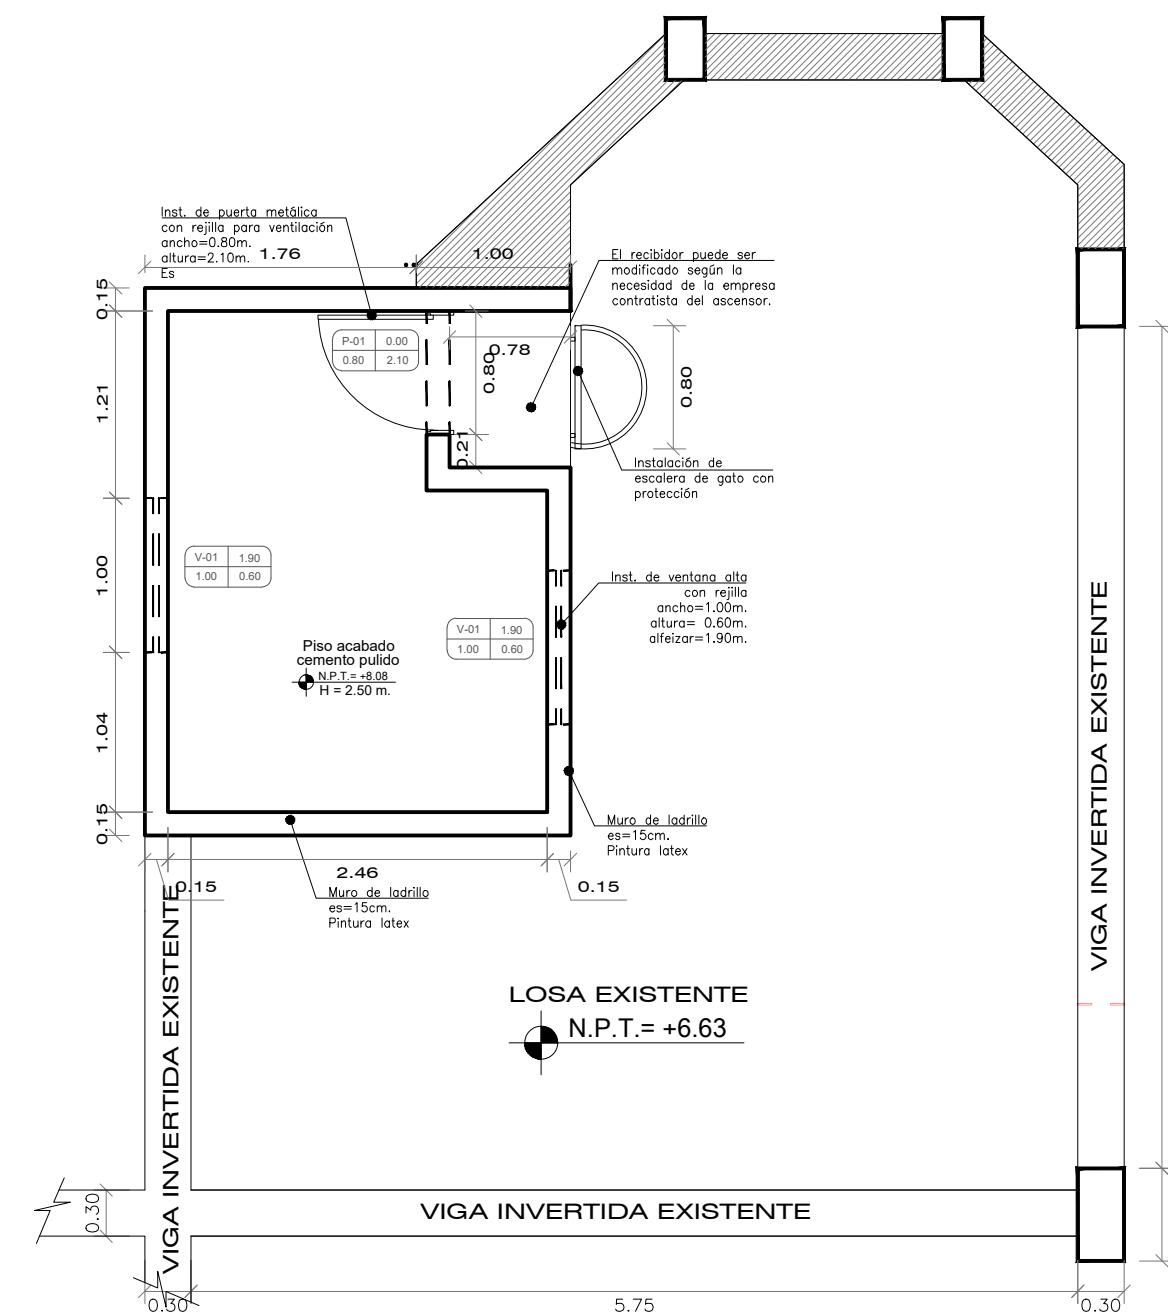 Inst. de puerta metálica
con rejilla para ventilación
ancho=0.80m.
altura=2.10m.
Es
1.76
1.00
El recibidor puede ser
modificado según la
necesidad de la empresa
contratista del ascensor.
0.15
P-01 0.00
0.80 2.10
0.78
0.80
0.80
1.21
0.21
Instalación de
escalera de gato con
protección
V-01 1.90
1.00 0.60
1.00
Inst. de ventana alta
con rejilla
ancho=1.00m.
altura= 0.60m.
alfeizar=1.90m.
V-01 1.90
1.00 0.60
Piso acabado
cemento pulido
N.P.T.= +8.08
H = 2.50 m.
1.04
0.15
Muro de ladrillo
es=15cm.
Pintura latex
2.46
0.15
0.15
Muro de ladrillo
es=15cm.
Pintura latex
VIGA INVERTIDA EXISTENTE
VIGA INVERTIDA EXISTENTE
LOSA EXISTENTE
N.P.T.= +6.63
0.30
VIGA INVERTIDA EXISTENTE
0.30
5.75
0.30